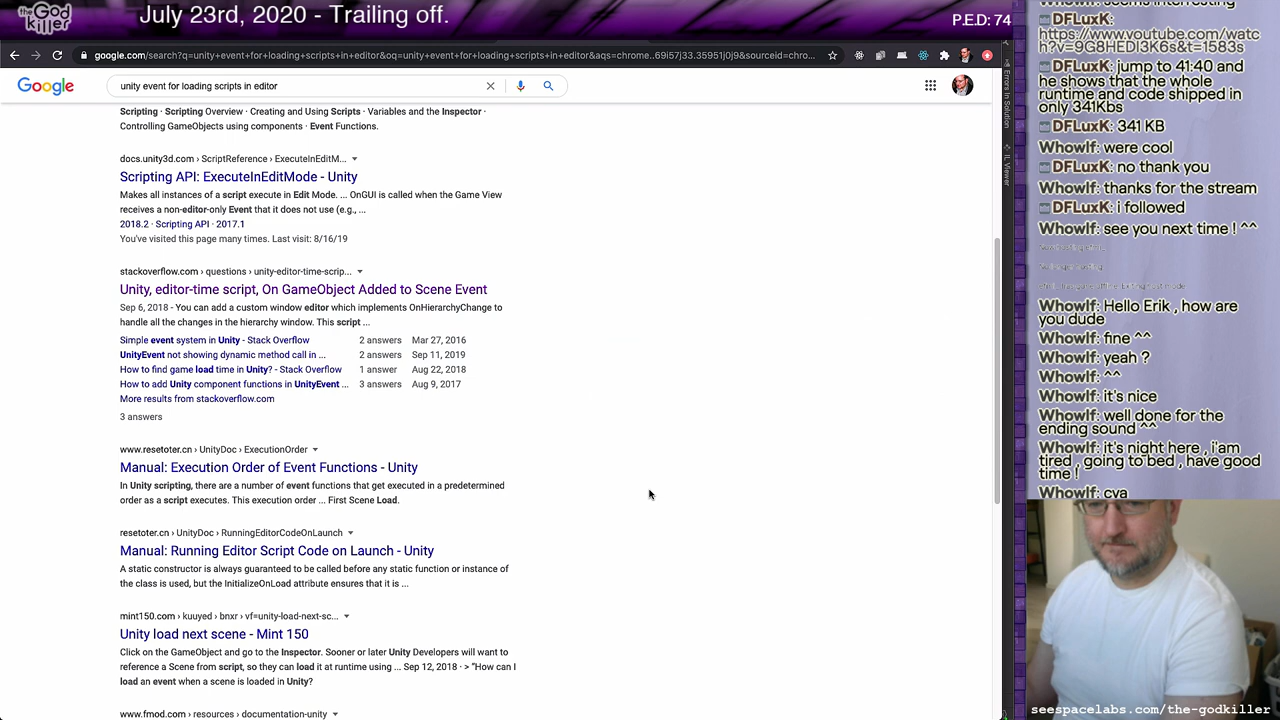 the God
killer
July 23rd, 2020 - Trailing off.
P.E.D: 74
google.com/search?q=unity+event+for+loading+scripts+in+editor&oq=unity+event+for+loading+scripts+in+editor&aqs=chrome..69i57j33.35951j0j9&sourceid=chro...
Google
unity event for loading scripts in editor
Scripting · Scripting Overview · Creating and Using Scripts · Variables and the Inspector ·
Controlling GameObjects using components · Event Functions.
docs.unity3d.com › ScriptReference › ExecuteInEditM...
Scripting API: ExecuteInEditMode - Unity
Makes all instances of a script execute in Edit Mode. ... OnGUI is called when the Game View
receives a non-editor-only Event that it does not use (e.g., ...
2018.2 · Scripting API · 2017.1
You've visited this page many times. Last visit: 8/16/19
stackoverflow.com › questions › unity-editor-time-scrip...
Unity, editor-time script, On GameObject Added to Scene Event
Sep 6, 2018 - You can add a custom window editor which implements OnHierarchyChange to
handle all the changes in the hierarchy window. This script ...
Simple event system in Unity - Stack Overflow 2 answers Mar 27, 2016
UnityEvent not showing dynamic method call in ... 2 answers Sep 11, 2019
How to find game load time in Unity? - Stack Overflow 1 answer Aug 22, 2018
How to add Unity component functions in UnityEvent ... 3 answers Aug 9, 2017
More results from stackoverflow.com
3 answers
www.resetoter.cn › UnityDoc › ExecutionOrder
Manual: Execution Order of Event Functions - Unity
In Unity scripting, there are a number of event functions that get executed in a predetermined
order as a script executes. This execution order ... First Scene Load.
resetoter.cn › UnityDoc › RunningEditorCodeOnLaunch
Manual: Running Editor Script Code on Launch - Unity
A static constructor is always guaranteed to be called before any static function or instance of
the class is used, but the InitializeOnLoad attribute ensures that it is ...
mint150.com › kuuyed › bnxr › vf=unity-load-next-sc...
Unity load next scene - Mint 150
Click on the GameObject and go to the Inspector. Sooner or later Unity Developers will want to
reference a Scene from script, so they can load it at runtime using ... Sep 12, 2018 · > "How can I
load an event when a scene is loaded in Unity?
www.fmod.com › resources › documentation-unity
Errors In Solution
IL Viewer
WhowIf: seems interesting
DFLuxK:
https://www.youtube.com/watc
h?v=9G8HEDI3K6s&t=1583s
DFLuxK: jump to 41:40 and
he shows that the whole
runtime and code shipped in
only 341Kbs
DFLuxK: 341 KB
WhowIf: were cool
DFLuxK: no thank you
WhowIf: thanks for the stream
DFLuxK: i followed
WhowIf: see you next time ! ^^
WhowIf: Hello Erik , how are
you dude
WhowIf: fine ^^
WhowIf: yeah ?
WhowIf: ^^
WhowIf: it's nice
WhowIf: well done for the
ending sound ^^
WhowIf: it's night here , i'am
tired , going to bed , have good
time !
WhowIf: cya
seespacelabs.com/the-godkiller